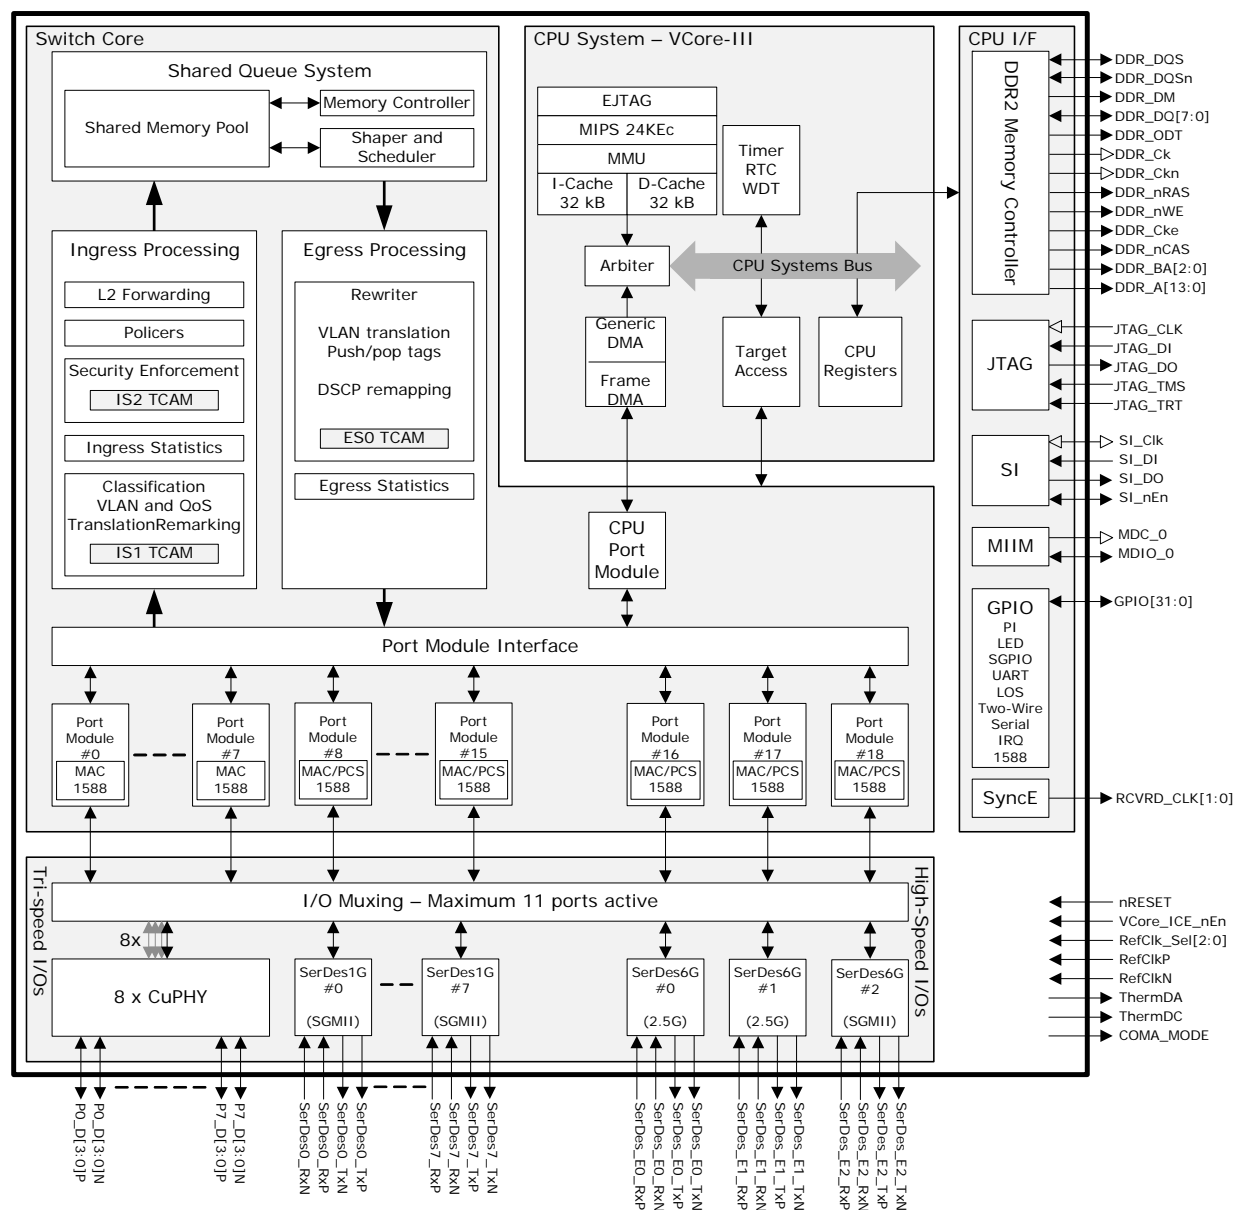 Switch Core
Shared Queue System
Shared Memory Pool
Memory Controller
Shaper and
Scheduler
Ingress Processing
L2 Forwarding
Policers
Security Enforcement
IS2 TCAM
Ingress Statistics
Classification
VLAN and QoS
TranslationRemarking
IS1 TCAM
Egress Processing
Rewriter
VLAN translation
Push/pop tags
DSCP remapping
ES0 TCAM
Egress Statistics
CPU System – VCore-III
EJTAG
MIPS 24KEc
MMU
I-Cache
32 kB
D-Cache
32 kB
Timer
RTC
WDT
Arbiter
CPU Systems Bus
Generic
DMA
Frame
DMA
Target
Access
CPU
Registers
CPU
Port
Module
Port Module Interface
Port
Module
#0
MAC
1588
Port
Module
#7
MAC
1588
Port
Module
#8
MAC/PCS
1588
Port
Module
#15
MAC/PCS
1588
Port
Module
#16
MAC/PCS
1588
Port
Module
#17
MAC/PCS
1588
Port
Module
#18
MAC/PCS
1588
Tri-speed I/Os
I/O Muxing – Maximum 11 ports active
High-Speed I/Os
8x
8 x CuPHY
SerDes1G
#0
(SGMII)
SerDes1G
#7
(SGMII)
SerDes6G
#0
(2.5G)
SerDes6G
#1
(2.5G)
SerDes6G
#2
(SGMII)
P0_D[3:0]P
P0_D[3:0]N
P7_D[3:0]P
P7_D[3:0]N
SerDes0_RxN
SerDes0_RxP
SerDes0_TxN
SerDes0_TxP
SerDes7_RxP
SerDes7_RxN
SerDes7_TxP
SerDes7_TxN
SerDes_E0_RxP
SerDes_E0_RxN
SerDes_E0_TxP
SerDes_E0_TxN
SerDes_E1_RxP
SerDes_E1_RxN
SerDes_E1_TxP
SerDes_E1_TxN
SerDes_E2_RxP
SerDes_E2_RxN
SerDes_E2_TxP
SerDes_E2_TxN
CPU I/F
DDR2 Memory
Controller
JTAG
SI
MIIM
GPIO
PI
LED
SGPIO
UART
LOS
Two-Wire
Serial
IRQ
1588
SyncE
DDR_DQS
DDR_DQSn
DDR_DM
DDR_DQ[7:0]
DDR_ODT
DDR_Ck
DDR_Ckn
DDR_nRAS
DDR_nWE
DDR_Cke
DDR_nCAS
DDR_BA[2:0]
DDR_A[13:0]
JTAG_CLK
JTAG_DI
JTAG_DO
JTAG_TMS
JTAG_TRT
SI_Clk
SI_DI
SI_DO
SI_nEn
MDC_0
MDIO_0
GPIO[31:0]
RCVRD_CLK[1:0]
nRESET
VCore_ICE_nEn
RefClk_Sel[2:0]
RefClkP
RefClkN
ThermDA
ThermDC
COMA_MODE